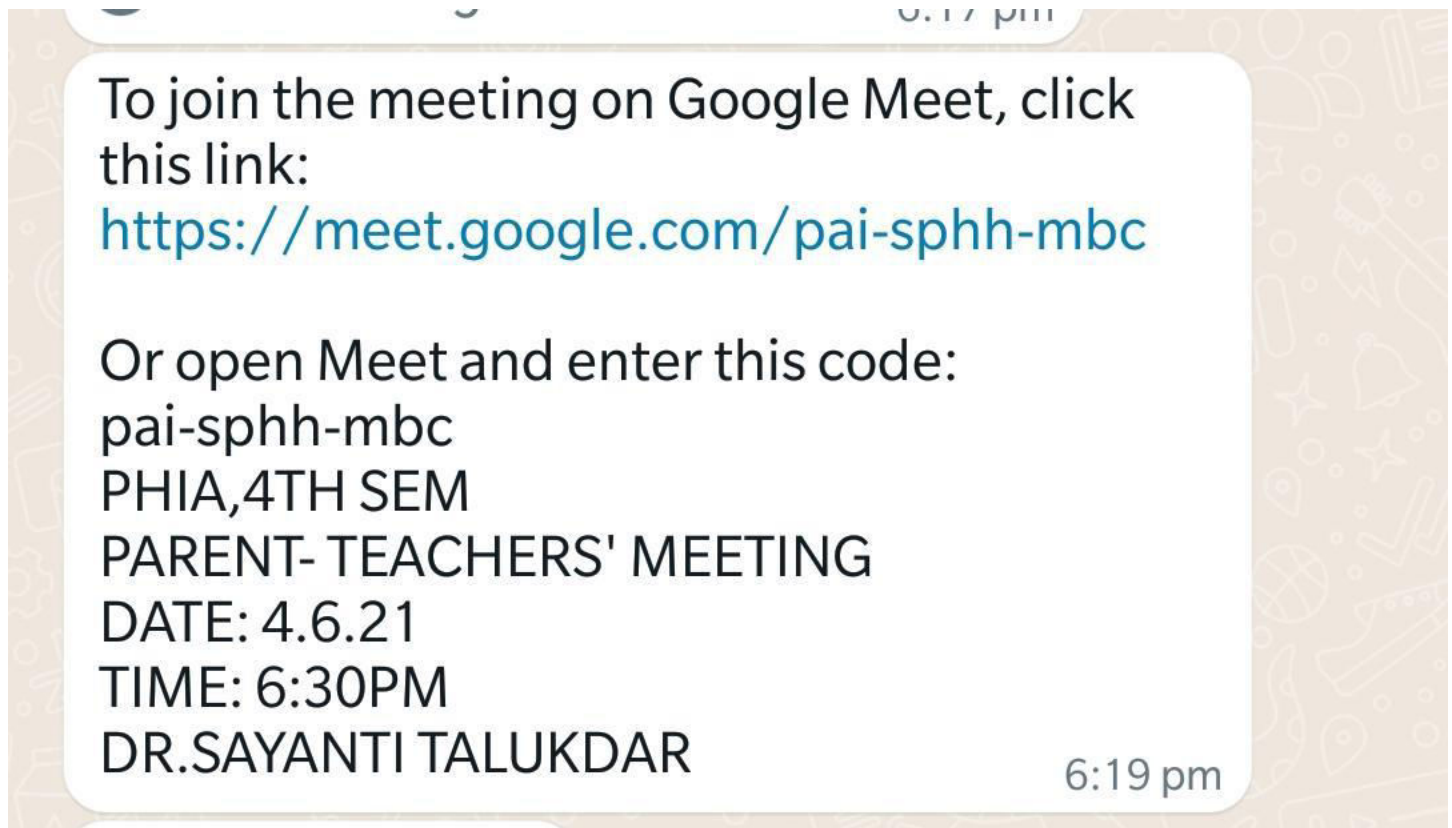 To join the meeting on Google Meet, click
this link:
https://meet.google.com/pai-sphh-mbc
Or open Meet and enter this code:
pai-sphh-mbc
PHIA,4TH SEM
PARENT- TEACHERS' MEETING
DATE: 4.6.21
TIME: 6:30PM
DR.SAYANTI TALUKDAR
6:19 pm